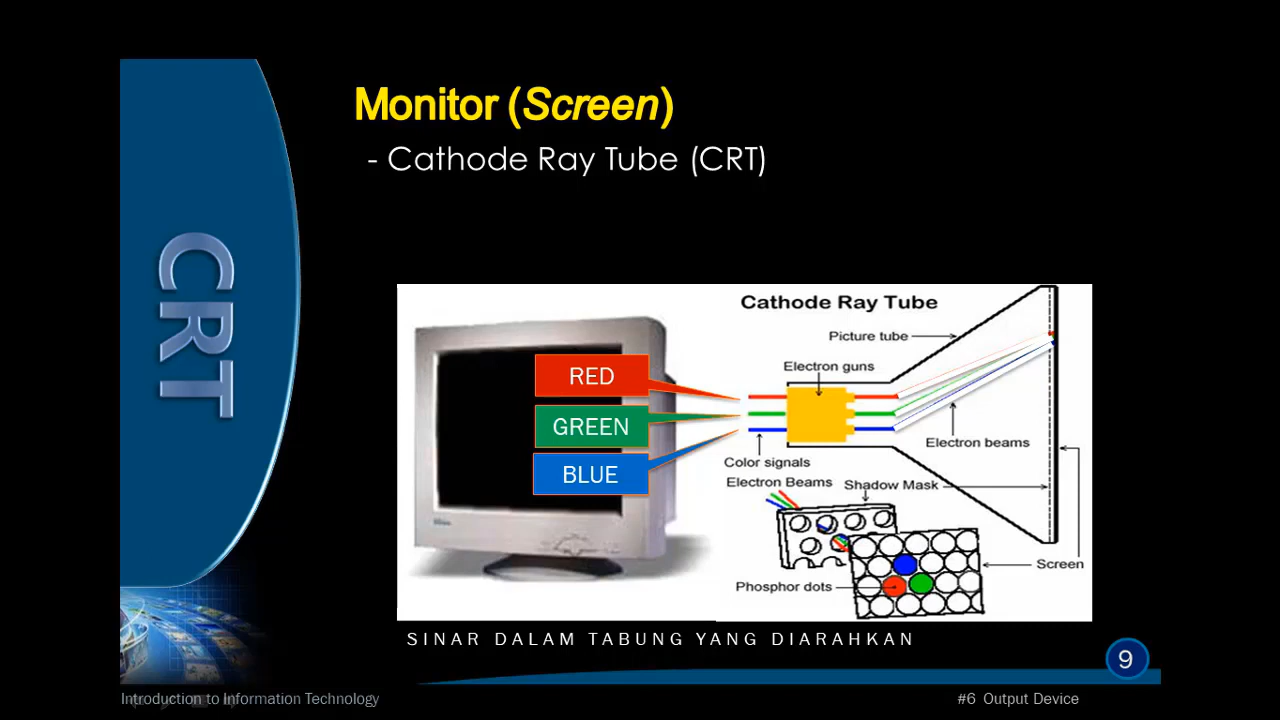 Monitor (Screen)
- Cathode Ray Tube (CRT)
CRT
Cathode Ray Tube
Picture tube
Electron guns
RED
GREEN
BLUE
Electron beams
Color signals
Electron Beams
Shadow Mask
Screen
Phosphor dots
SINAR DALAM TABUNG YANG DIARAHKAN
9
Introduction to Information Technology
#6 Output Device